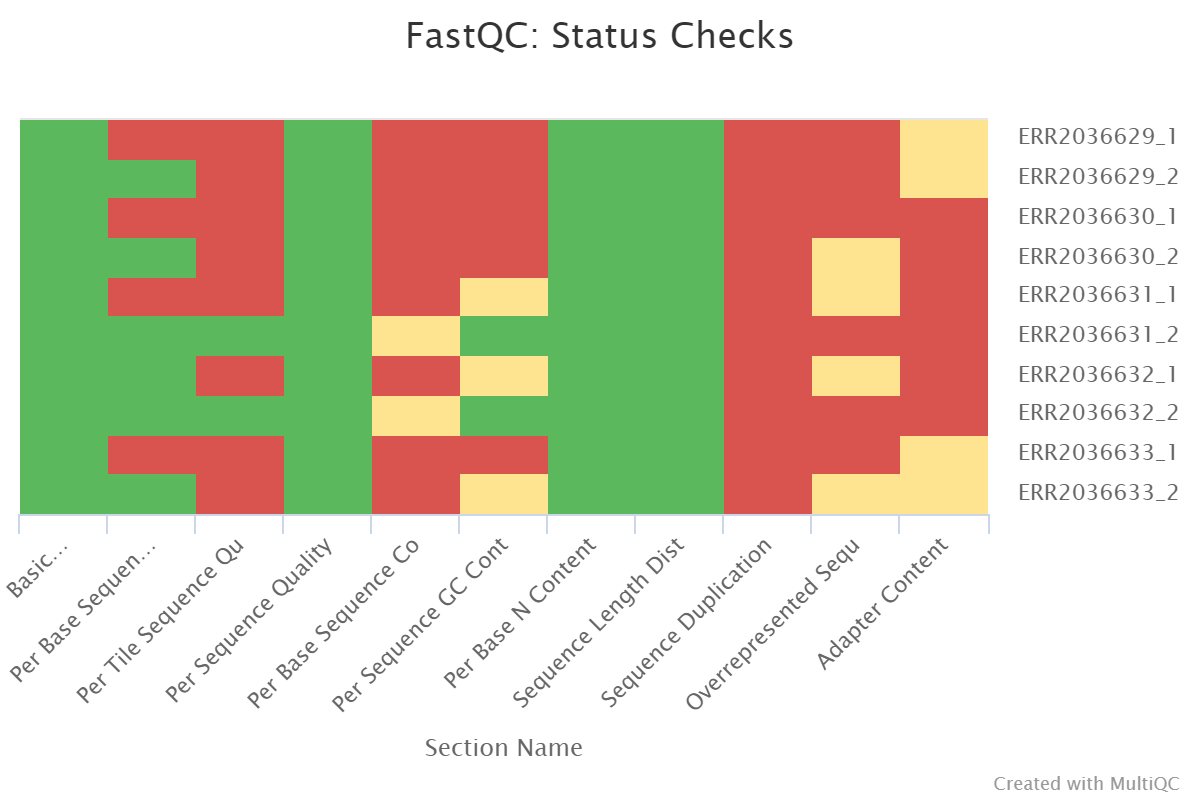 FastQC: Status Checks
ERR2036629_1
ERR2036629_2
ERR2036630_1
ERR2036630_2
ERR2036631_1
ERR2036631_2
ERR2036632_1
ERR2036632_2
ERR2036633_1
ERR2036633_2
Basic...
Per Base Sequen...
Per Tile Sequence Qu
Per Sequence Quality
Per Base Sequence Co
Per Sequence GC Cont
Per Base N Content
Sequence Length Dist
Sequence Duplication
Overrepresented Sequ
Adapter Content
Section Name
Created with MultiQC